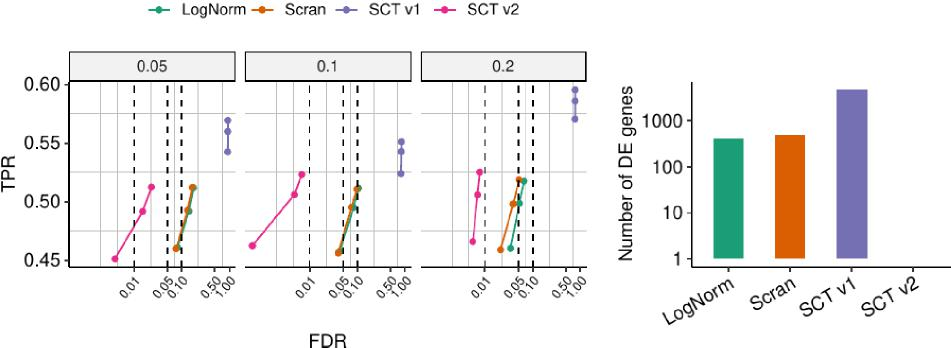 LogNorm Scran SCT v1 SCT v2
0.05 0.1 0.2
TPR
0.60
0.55
0.50
0.45
0.01 0.05 0.10 0.50 1.00 0.01 0.05 0.10 0.50 1.00 0.01 0.05 0.10 0.50 1.00
FDR
Number of DE genes
1000
100
10
1
LogNorm Scran SCT v1 SCT v2